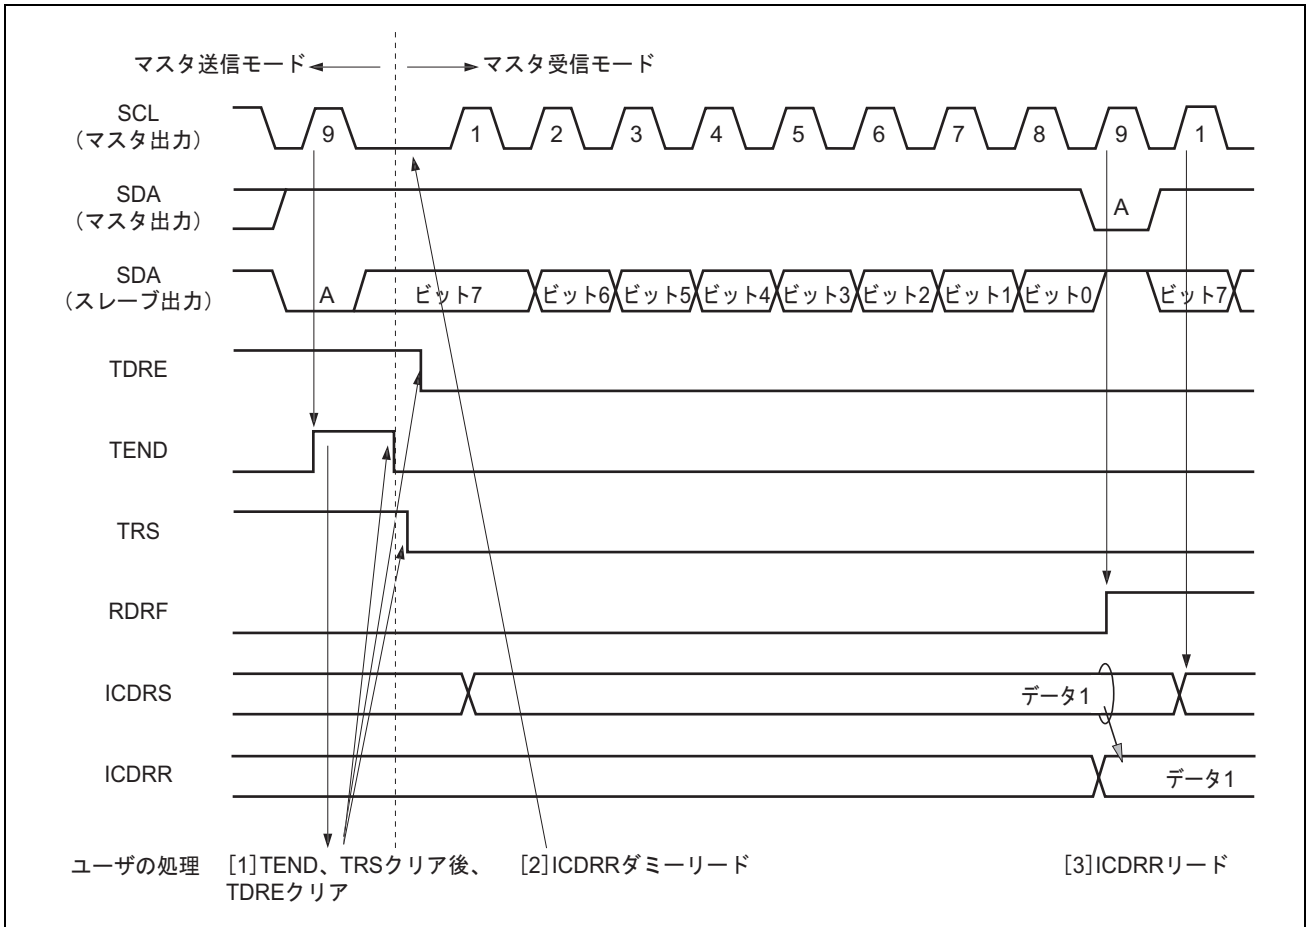 マスタ送信モード マスタ受信モード
SCL
(マスタ出力)
9 1 2 3 4 5 6 7 8 9 1
SDA
(マスタ出力)
A
SDA
(スレーブ出力)
A ビット7 ビット6 ビット5 ビット4 ビット3 ビット2 ビット1 ビット0 ビット7
TDRE
TEND
TRS
RDRF
ICDRS
データ1
ICDRR
データ1
ユーザの処理 [1]TEND、TRSクリア後、 [2]ICDRRダミーリード [3]ICDRRリード
TDREクリア